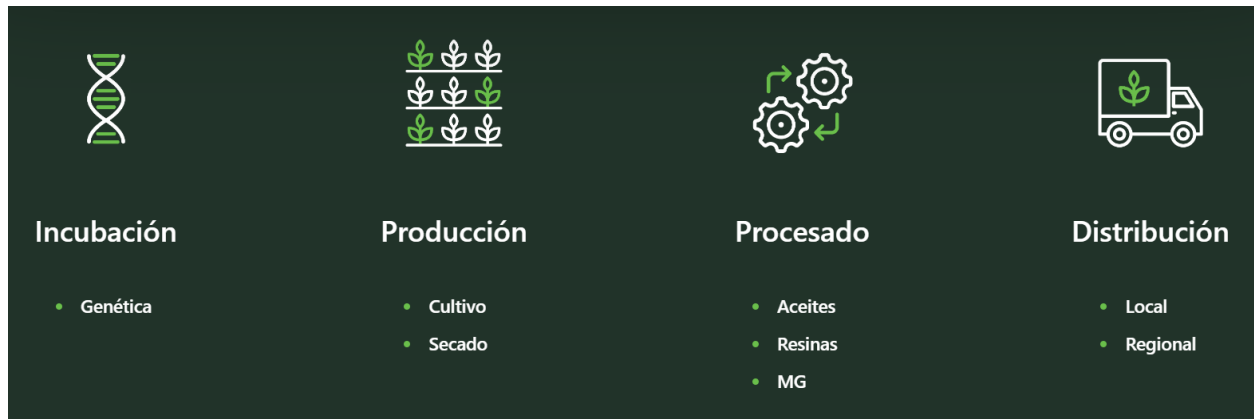 Incubación
Genética
Producción
Cultivo
Secado
Procesado
Aceites
Resinas
MG
Distribución
Local
Regional